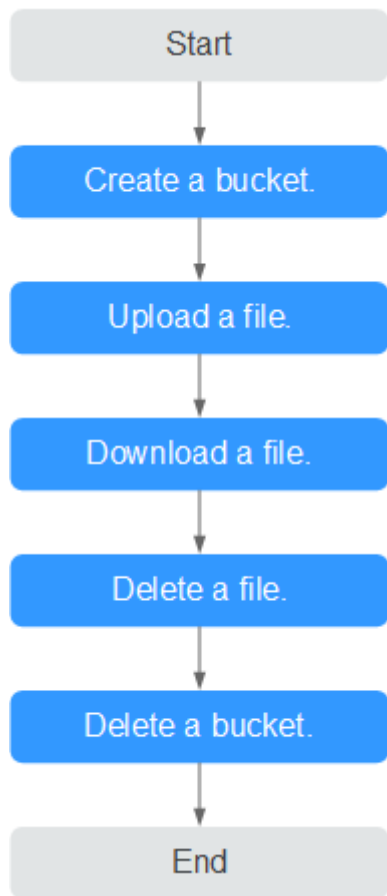 Start
Create a bucket.
Upload a file.
Download a file.
Delete a file.
Delete a bucket.
End